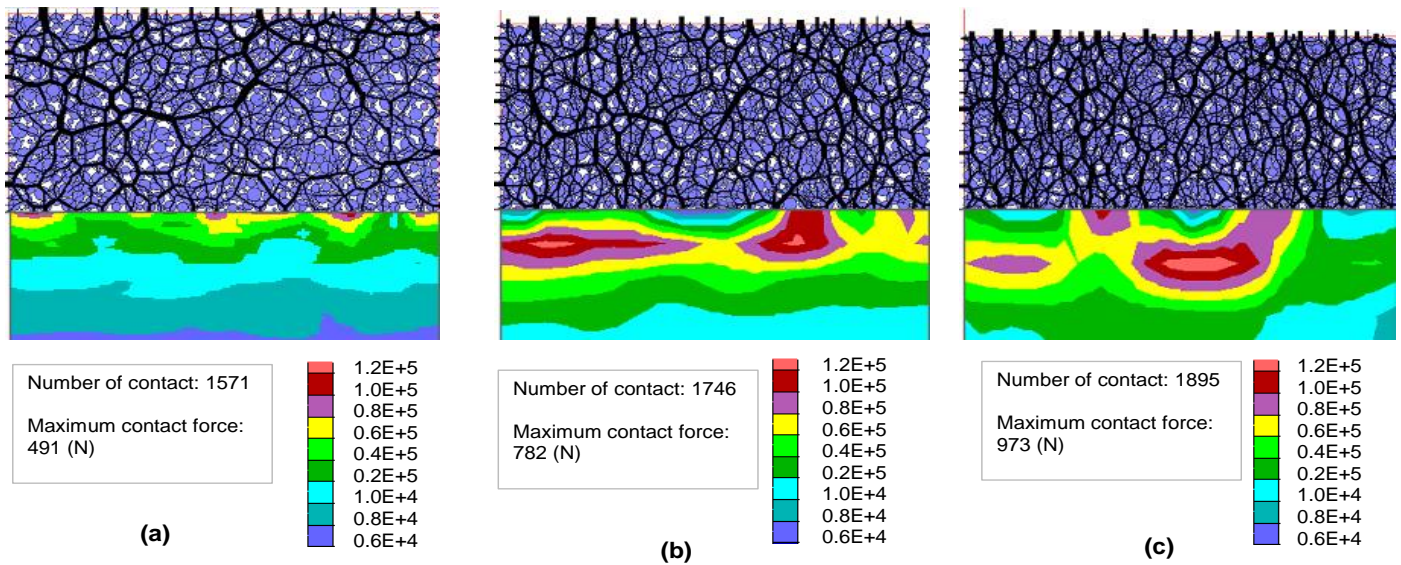 Number of contact: 1571
Maximum contact force:
491 (N)
1.2E+5
1.0E+5
0.8E+5
0.6E+5
0.4E+5
0.2E+5
1.0E+4
0.8E+4
0.6E+4
(a)
Number of contact: 1746
Maximum contact force:
782 (N)
1.2E+5
1.0E+5
0.8E+5
0.6E+5
0.4E+5
0.2E+5
1.0E+4
0.8E+4
0.6E+4
(b)
Number of contact: 1895
Maximum contact force:
973 (N)
1.2E+5
1.0E+5
0.8E+5
0.6E+5
0.4E+5
0.2E+5
1.0E+4
0.8E+4
0.6E+4
(c)